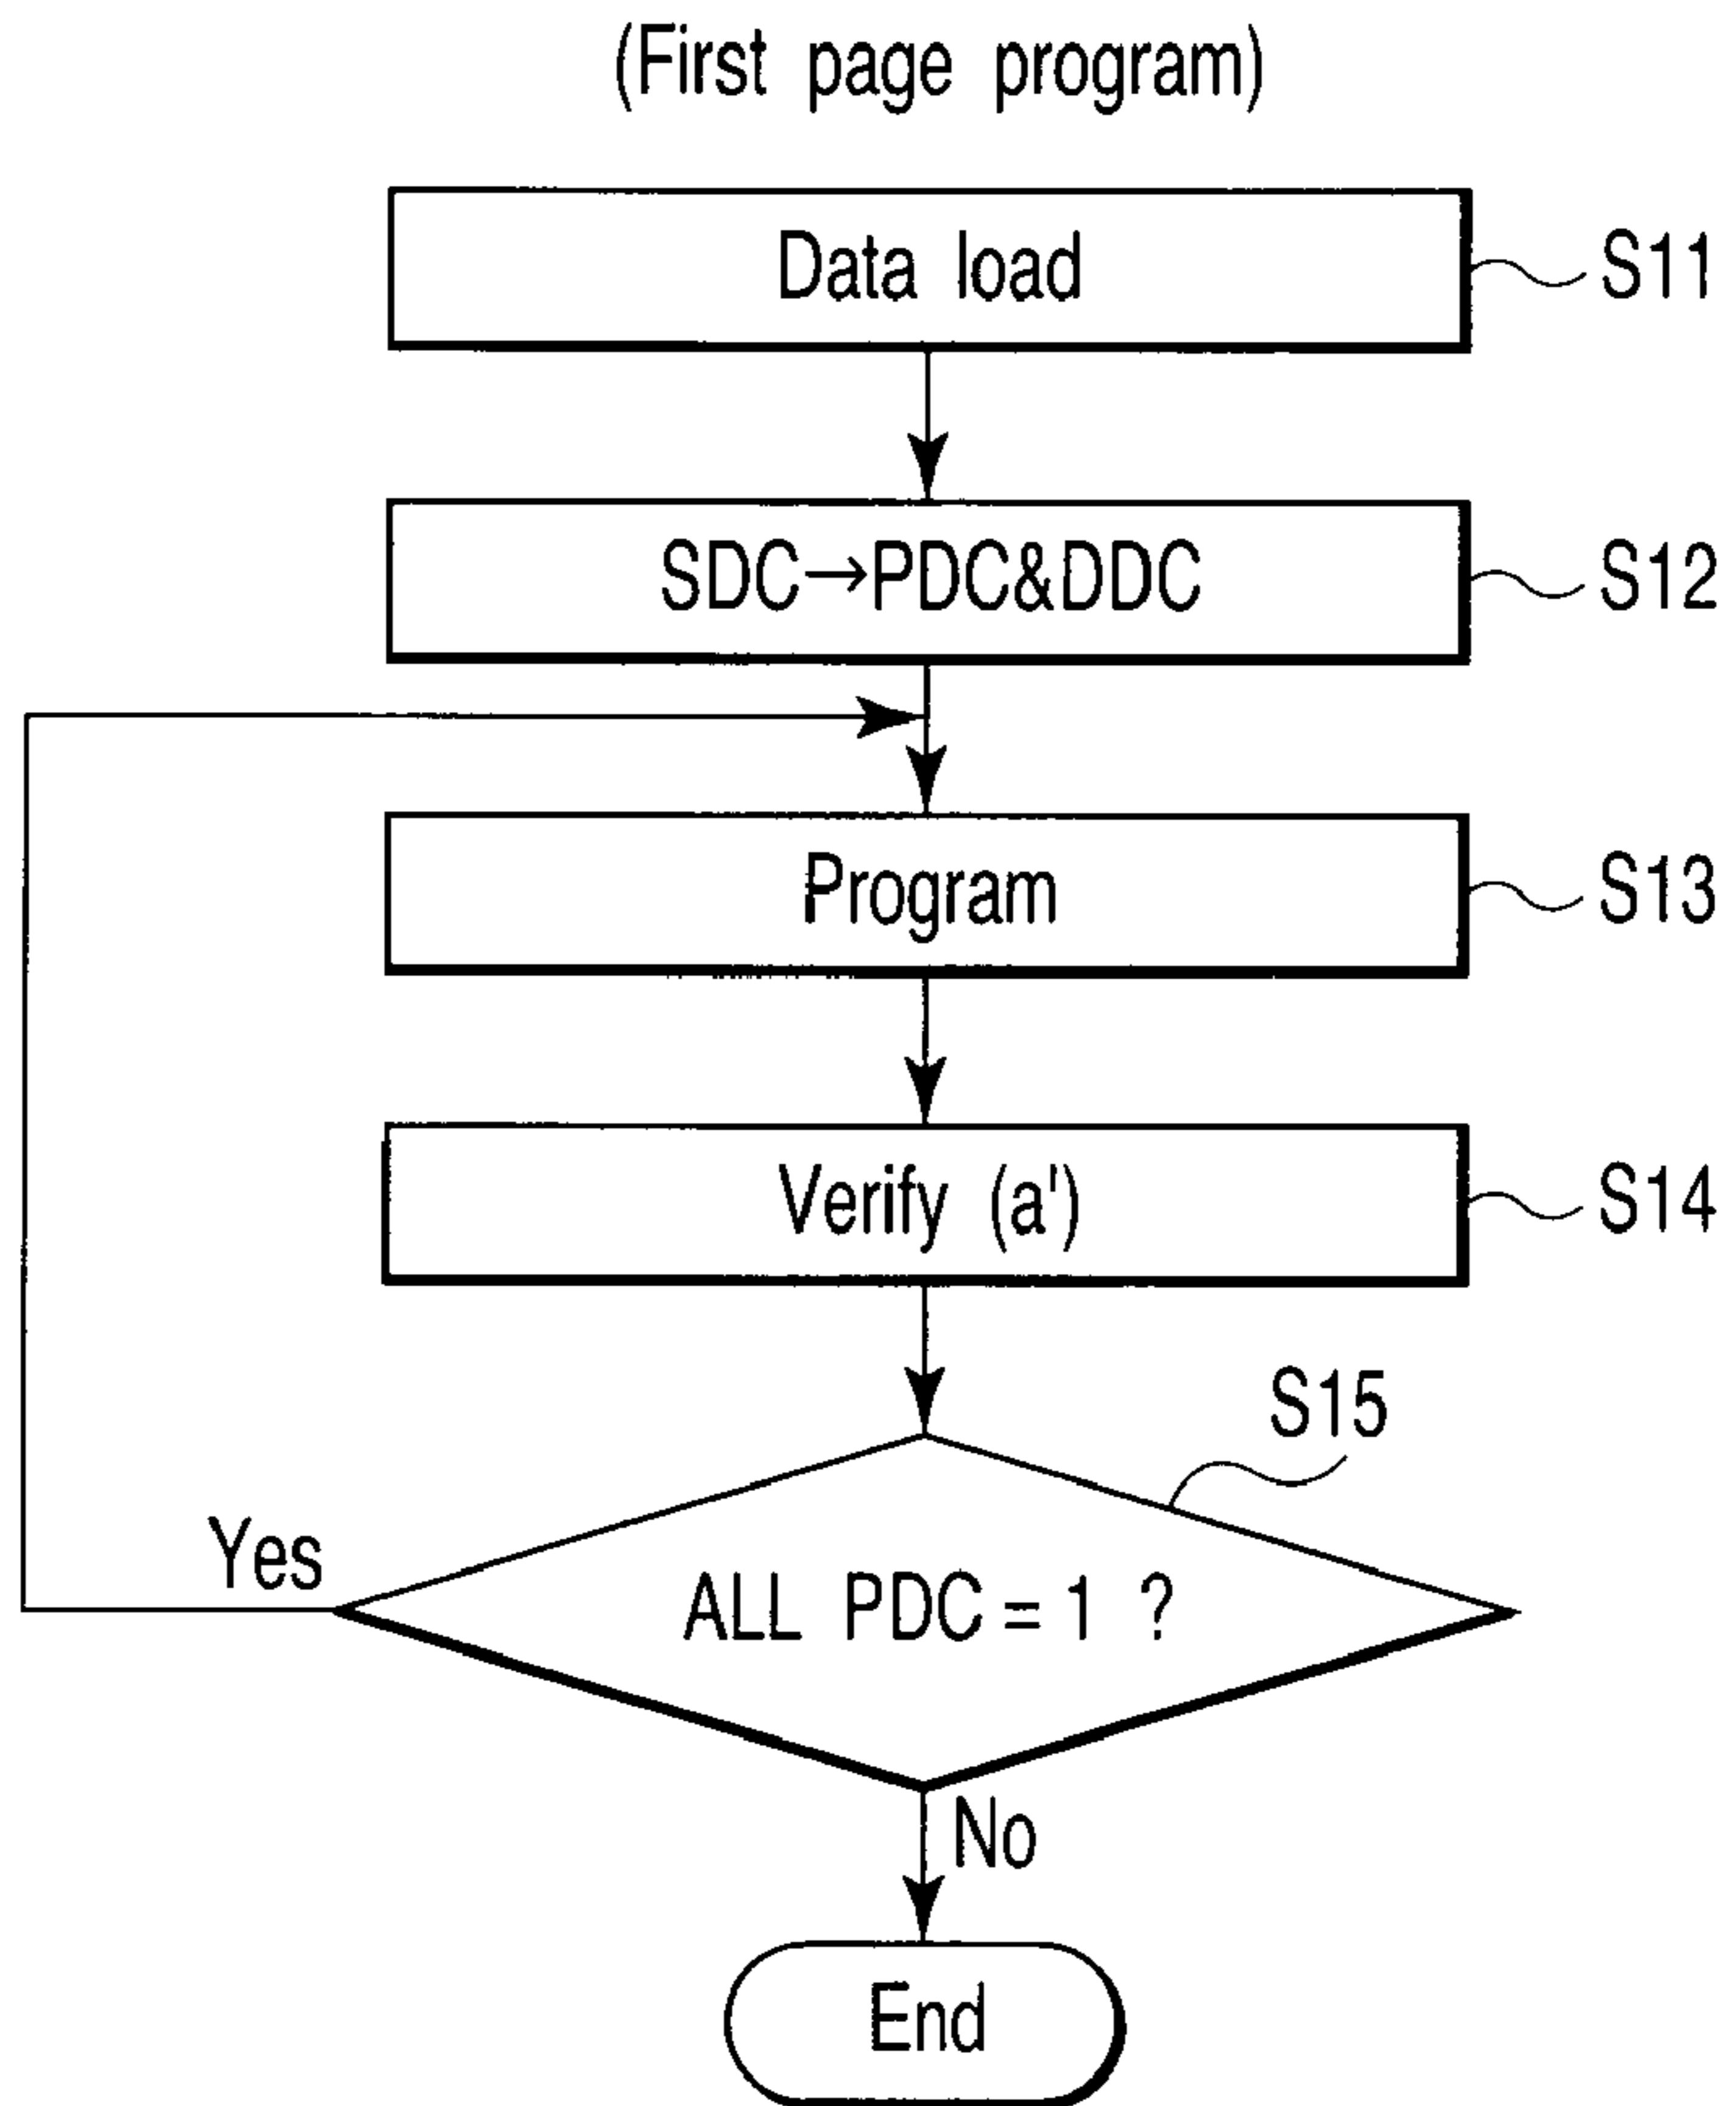 (First page program)
Data load
S11
SDC→PDC&DDC
S12
Program
S13
Verify (a')
S14
S15
Yes
ALL PDC = 1 ?
No
End